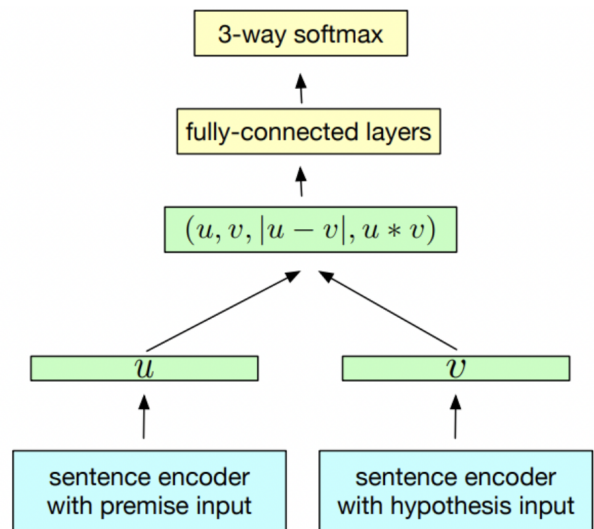 3-way softmax
fully-connected layers
(u, v, |u − v|, u ∗ v)
u
v
sentence encoder
with premise input
sentence encoder
with hypothesis input